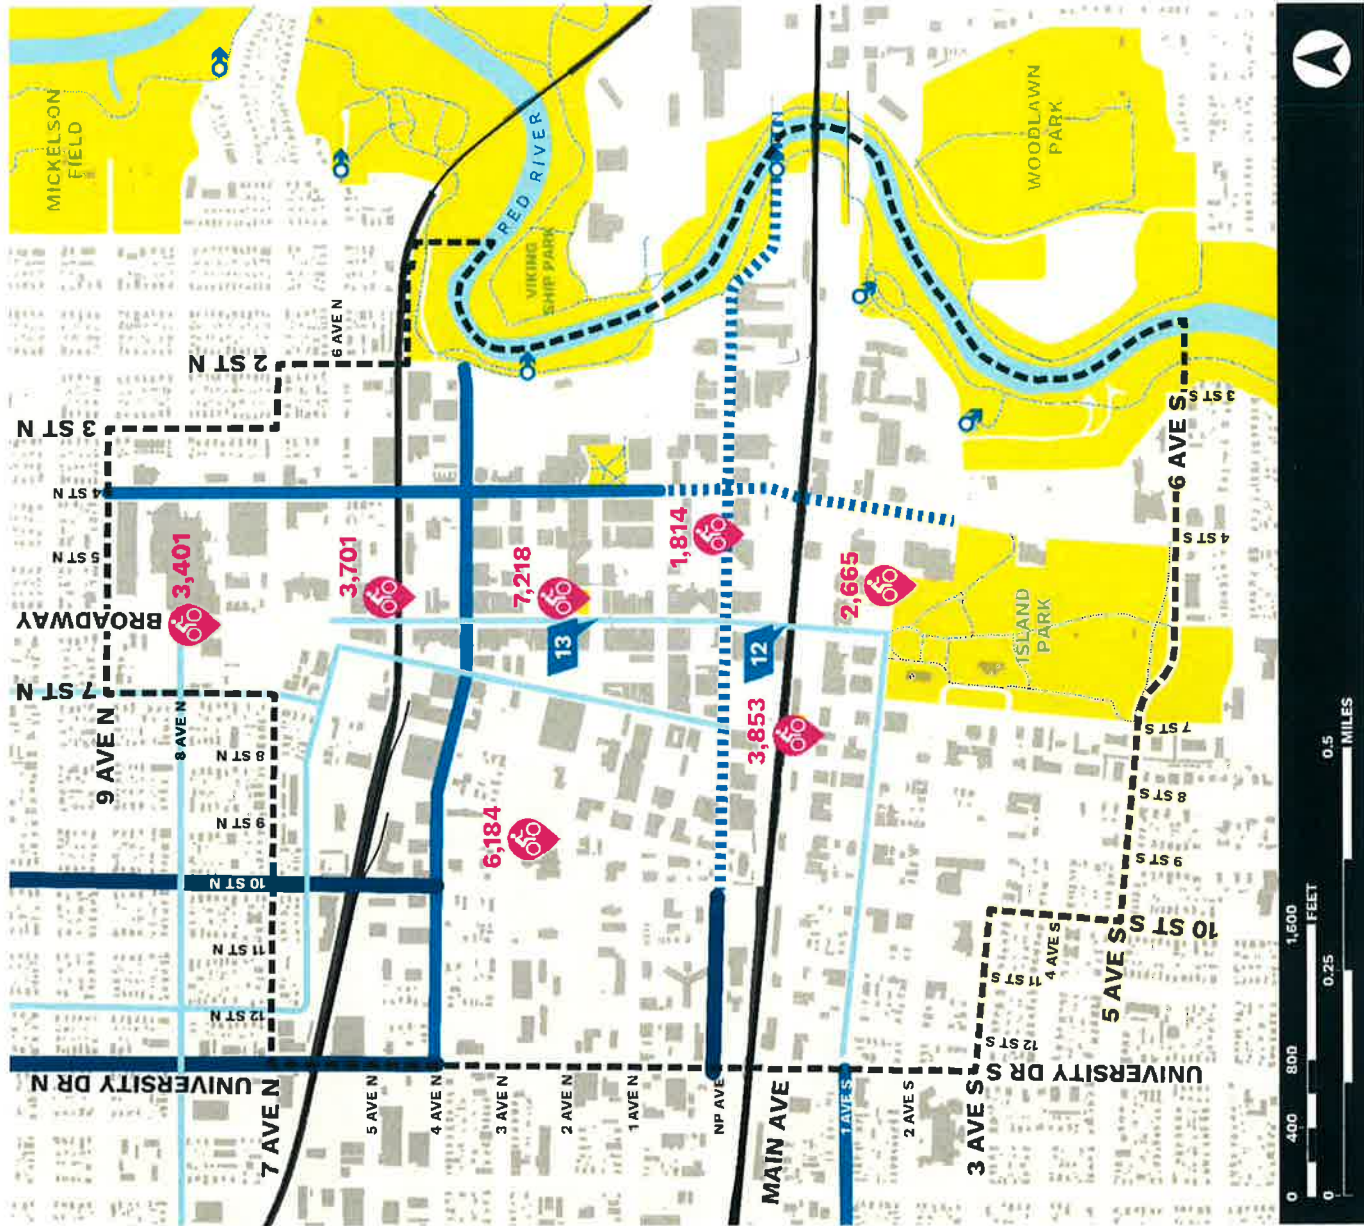 MICKELSON
FIELD
RED RIVER
VIKING
SHIP PARK
WOODLAWN
PARK
ISLAND
PARK
2 ST N
3 ST N
4 ST N
5 ST N
BROADWAY
7 ST N
8 ST N
9 ST N
10 ST N
11 ST N
12 ST N
UNIVERSITY DR N
9 AVE N
8 AVE N
7 AVE N
6 AVE N
5 AVE N
4 AVE N
3 AVE N
2 AVE N
1 AVE N
NP AVE
MAIN AVE
1 AVE S
2 AVE S
3 AVE S
4 AVE S
5 AVE S
6 AVE S
3 ST S
4 ST S
7 ST S
8 ST S
9 ST S
10 ST S
11 ST S
12 ST S
UNIVERSITY DR S
3,401
3,701
7,218
1,814
2,665
3,853
6,184
13
12
0 400 800 1,600
FEET
0 0.25 0.5
MILES